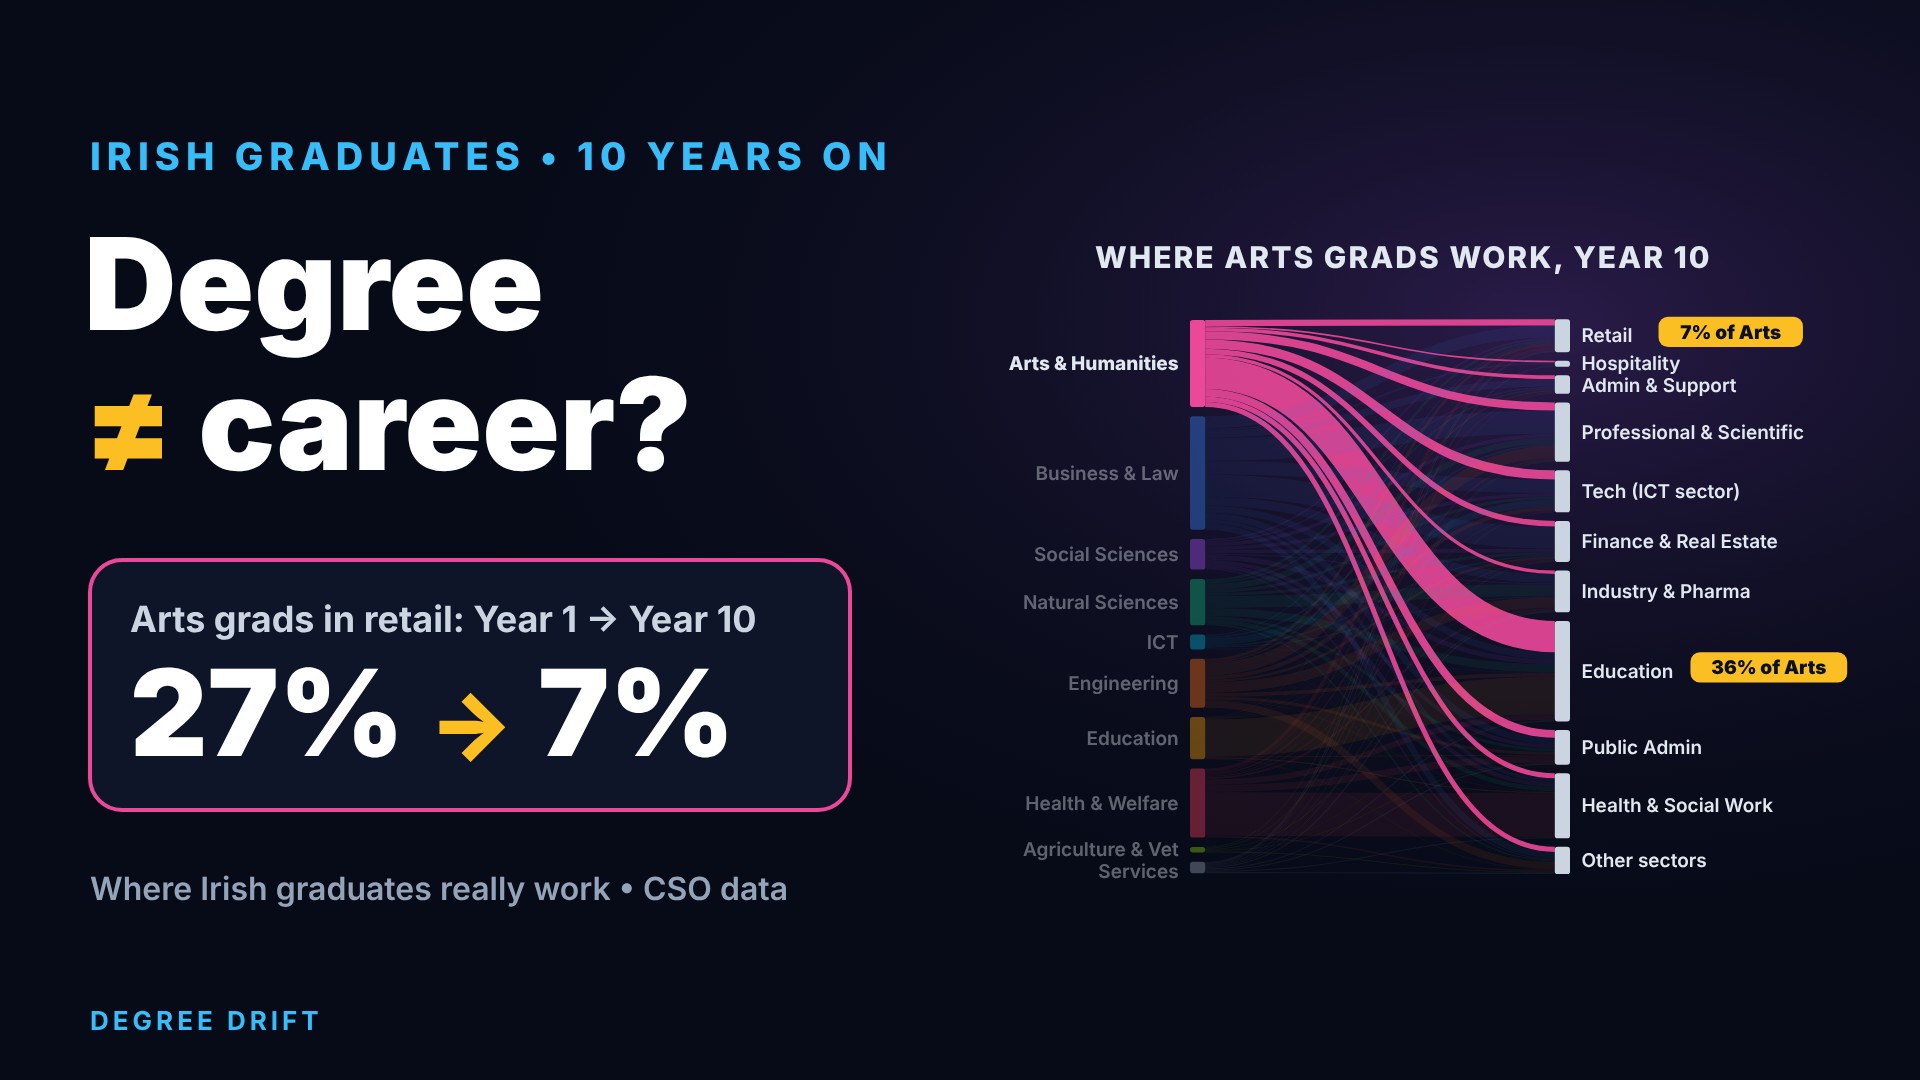 IRISH GRADUATES • 10 YEARS ON
Degree
≠ career?
Arts grads in retail: Year 1 → Year 10
27% → 7%
Where Irish graduates really work • CSO data
DEGREE DRIFT
WHERE ARTS GRADS WORK, YEAR 10
Arts & Humanities
Business & Law
Social Sciences
Natural Sciences
ICT
Engineering
Education
Health & Welfare
Agriculture & Vet
Services
Retail 7% of Arts
Hospitality
Admin & Support
Professional & Scientific
Tech (ICT sector)
Finance & Real Estate
Industry & Pharma
Education 36% of Arts
Public Admin
Health & Social Work
Other sectors